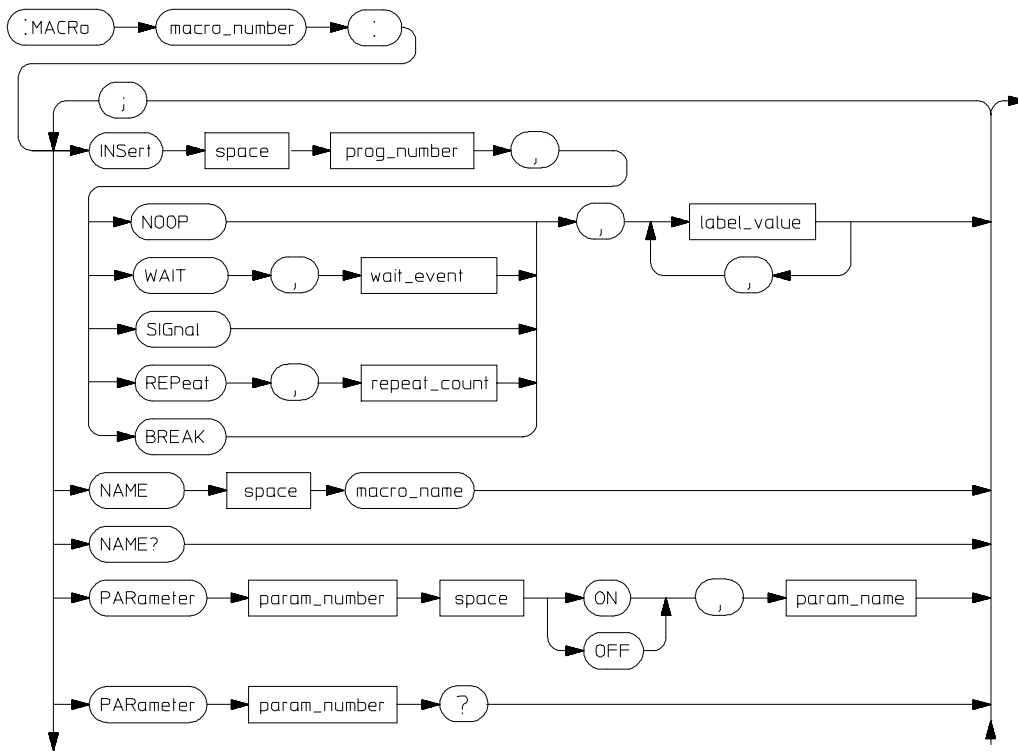 :MACRo macro_number :
;
INSert space prog_number ,
NOOP , label_value
WAIT , wait_event ,
SIGnal
REPeat , repeat_count
BREAK
NAME space macro_name
NAME?
PARameter param_number space ON , param_name
OFF
PARameter param_number ?